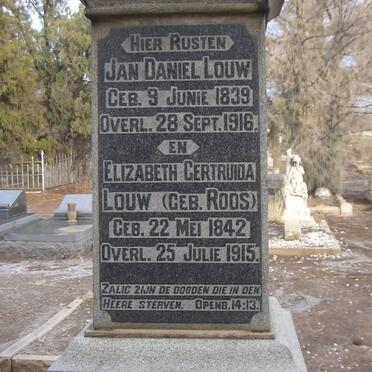 HIER RUSTEN
JAN DANIEL LOUW
GEB. 9 JUNIE 1839
OVERL. 28 SEPT. 1916.
EN
ELIZABETH GERTRUIDA
LOUW (GEB. ROOS)
GEB. 22 MEI 1842
OVERL. 25 JULIE 1915.
ZALIG ZIJN DE DOODEN DIE IN DEN
HEERE STERVEN. OPENB. 14:13.